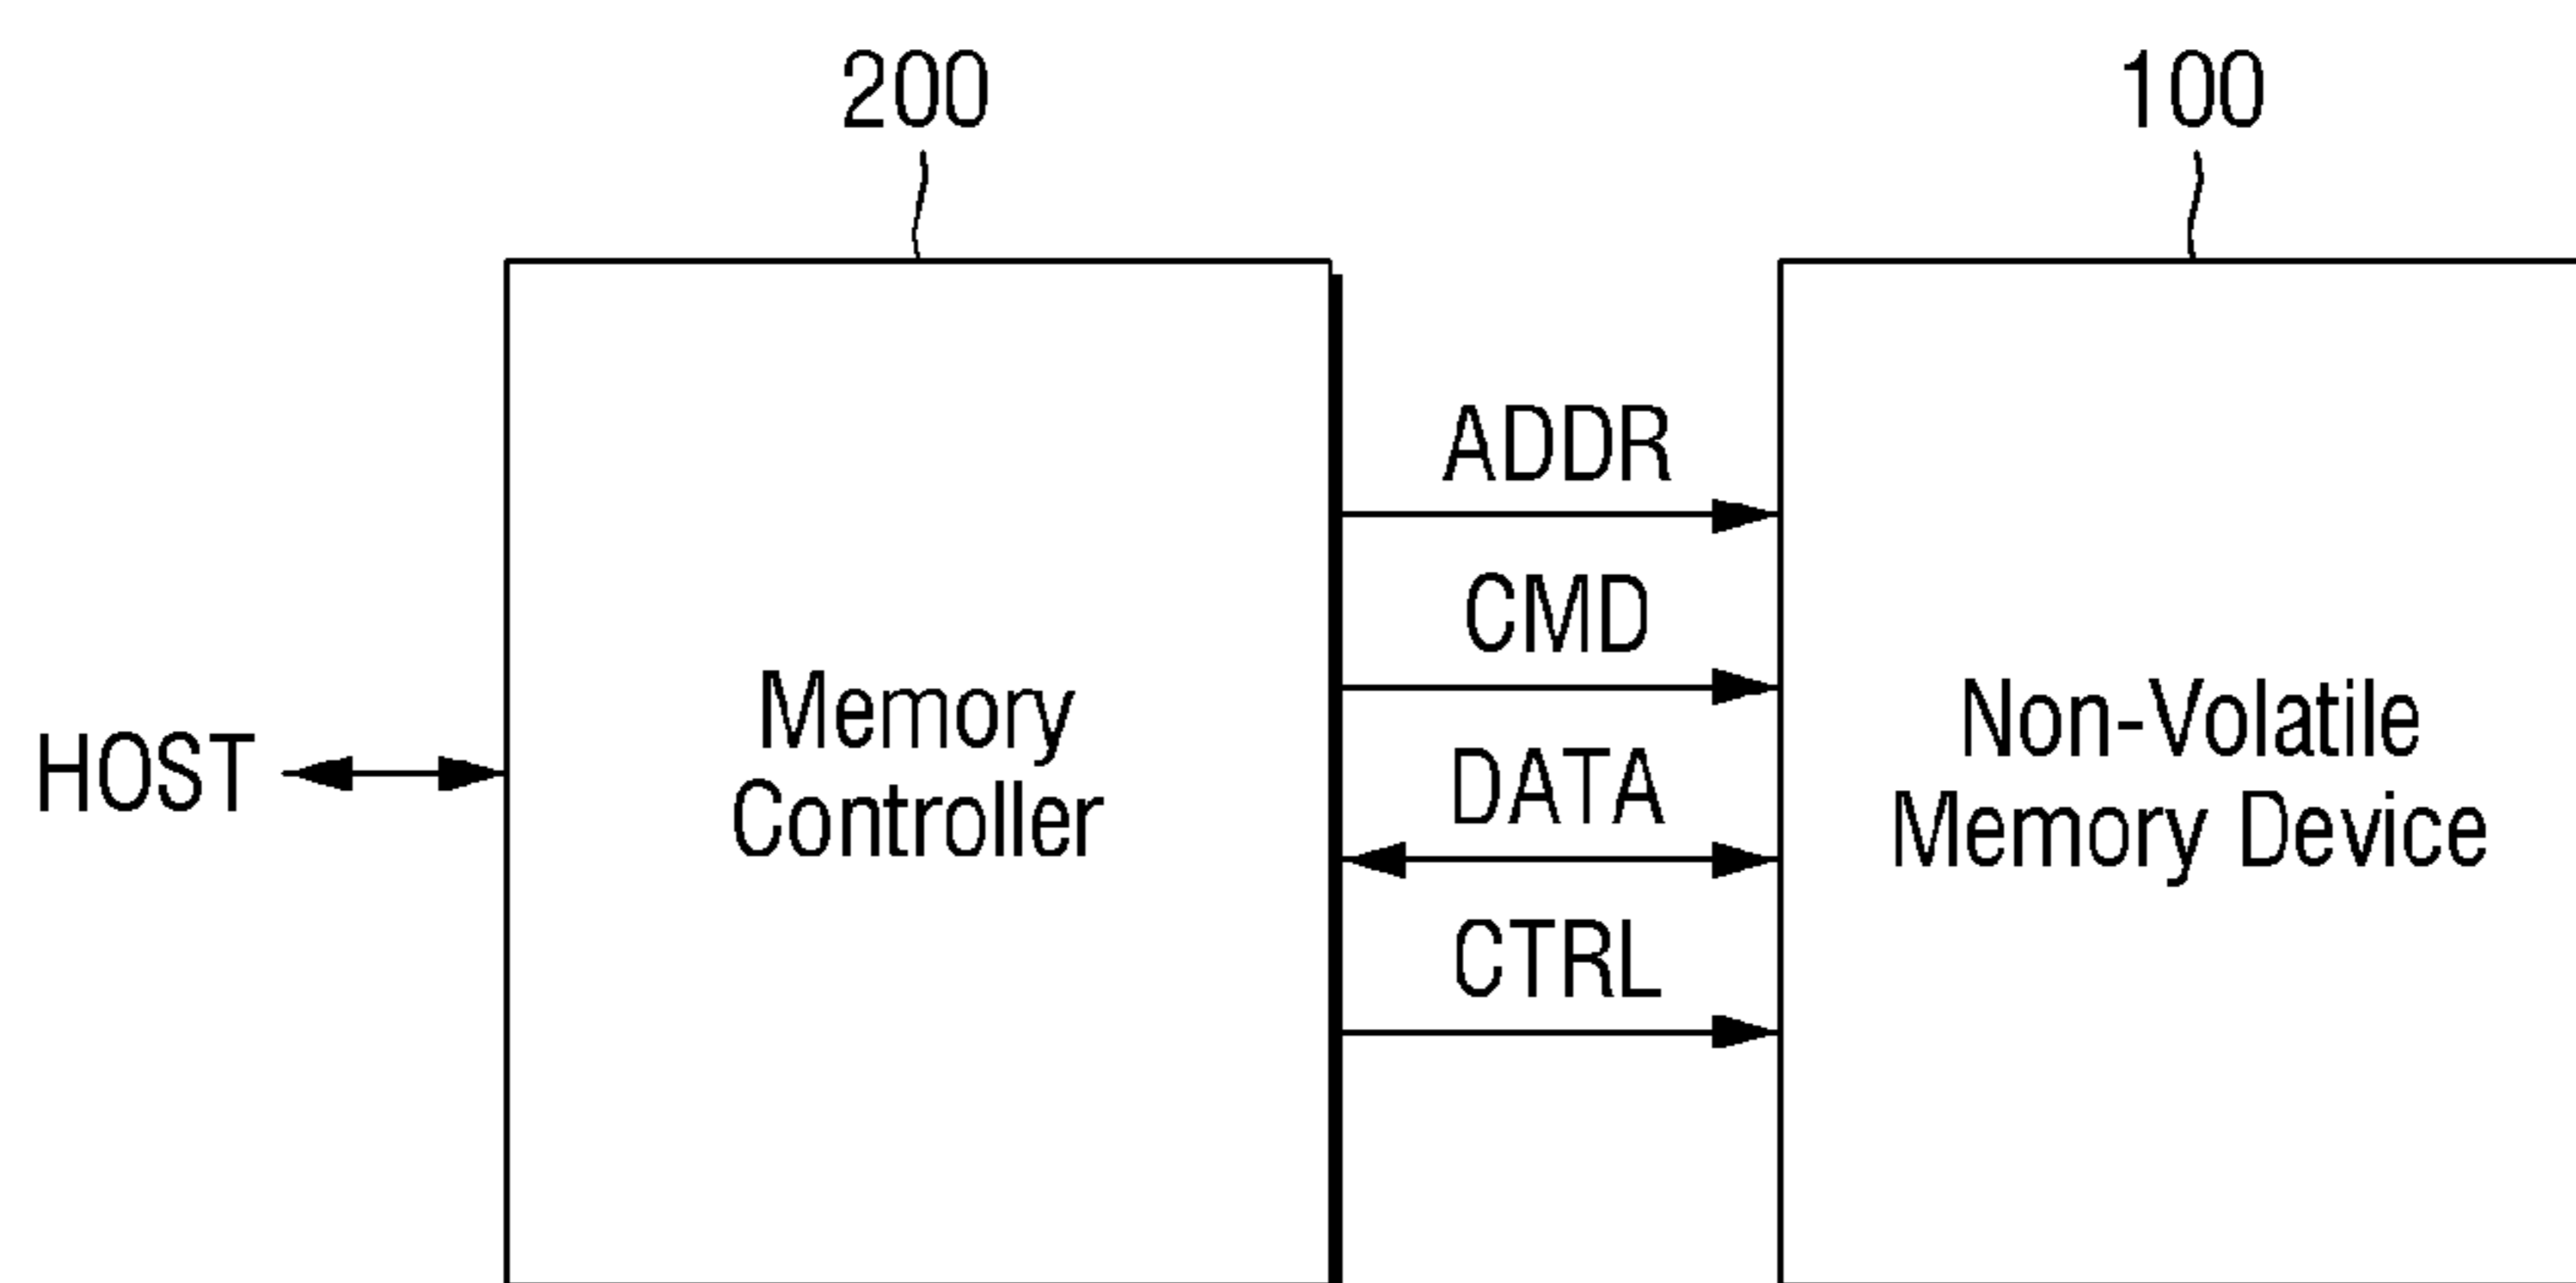 200
100
ADDR
CMD
DATA
CTRL
HOST
Memory
Controller
Non-Volatile
Memory Device